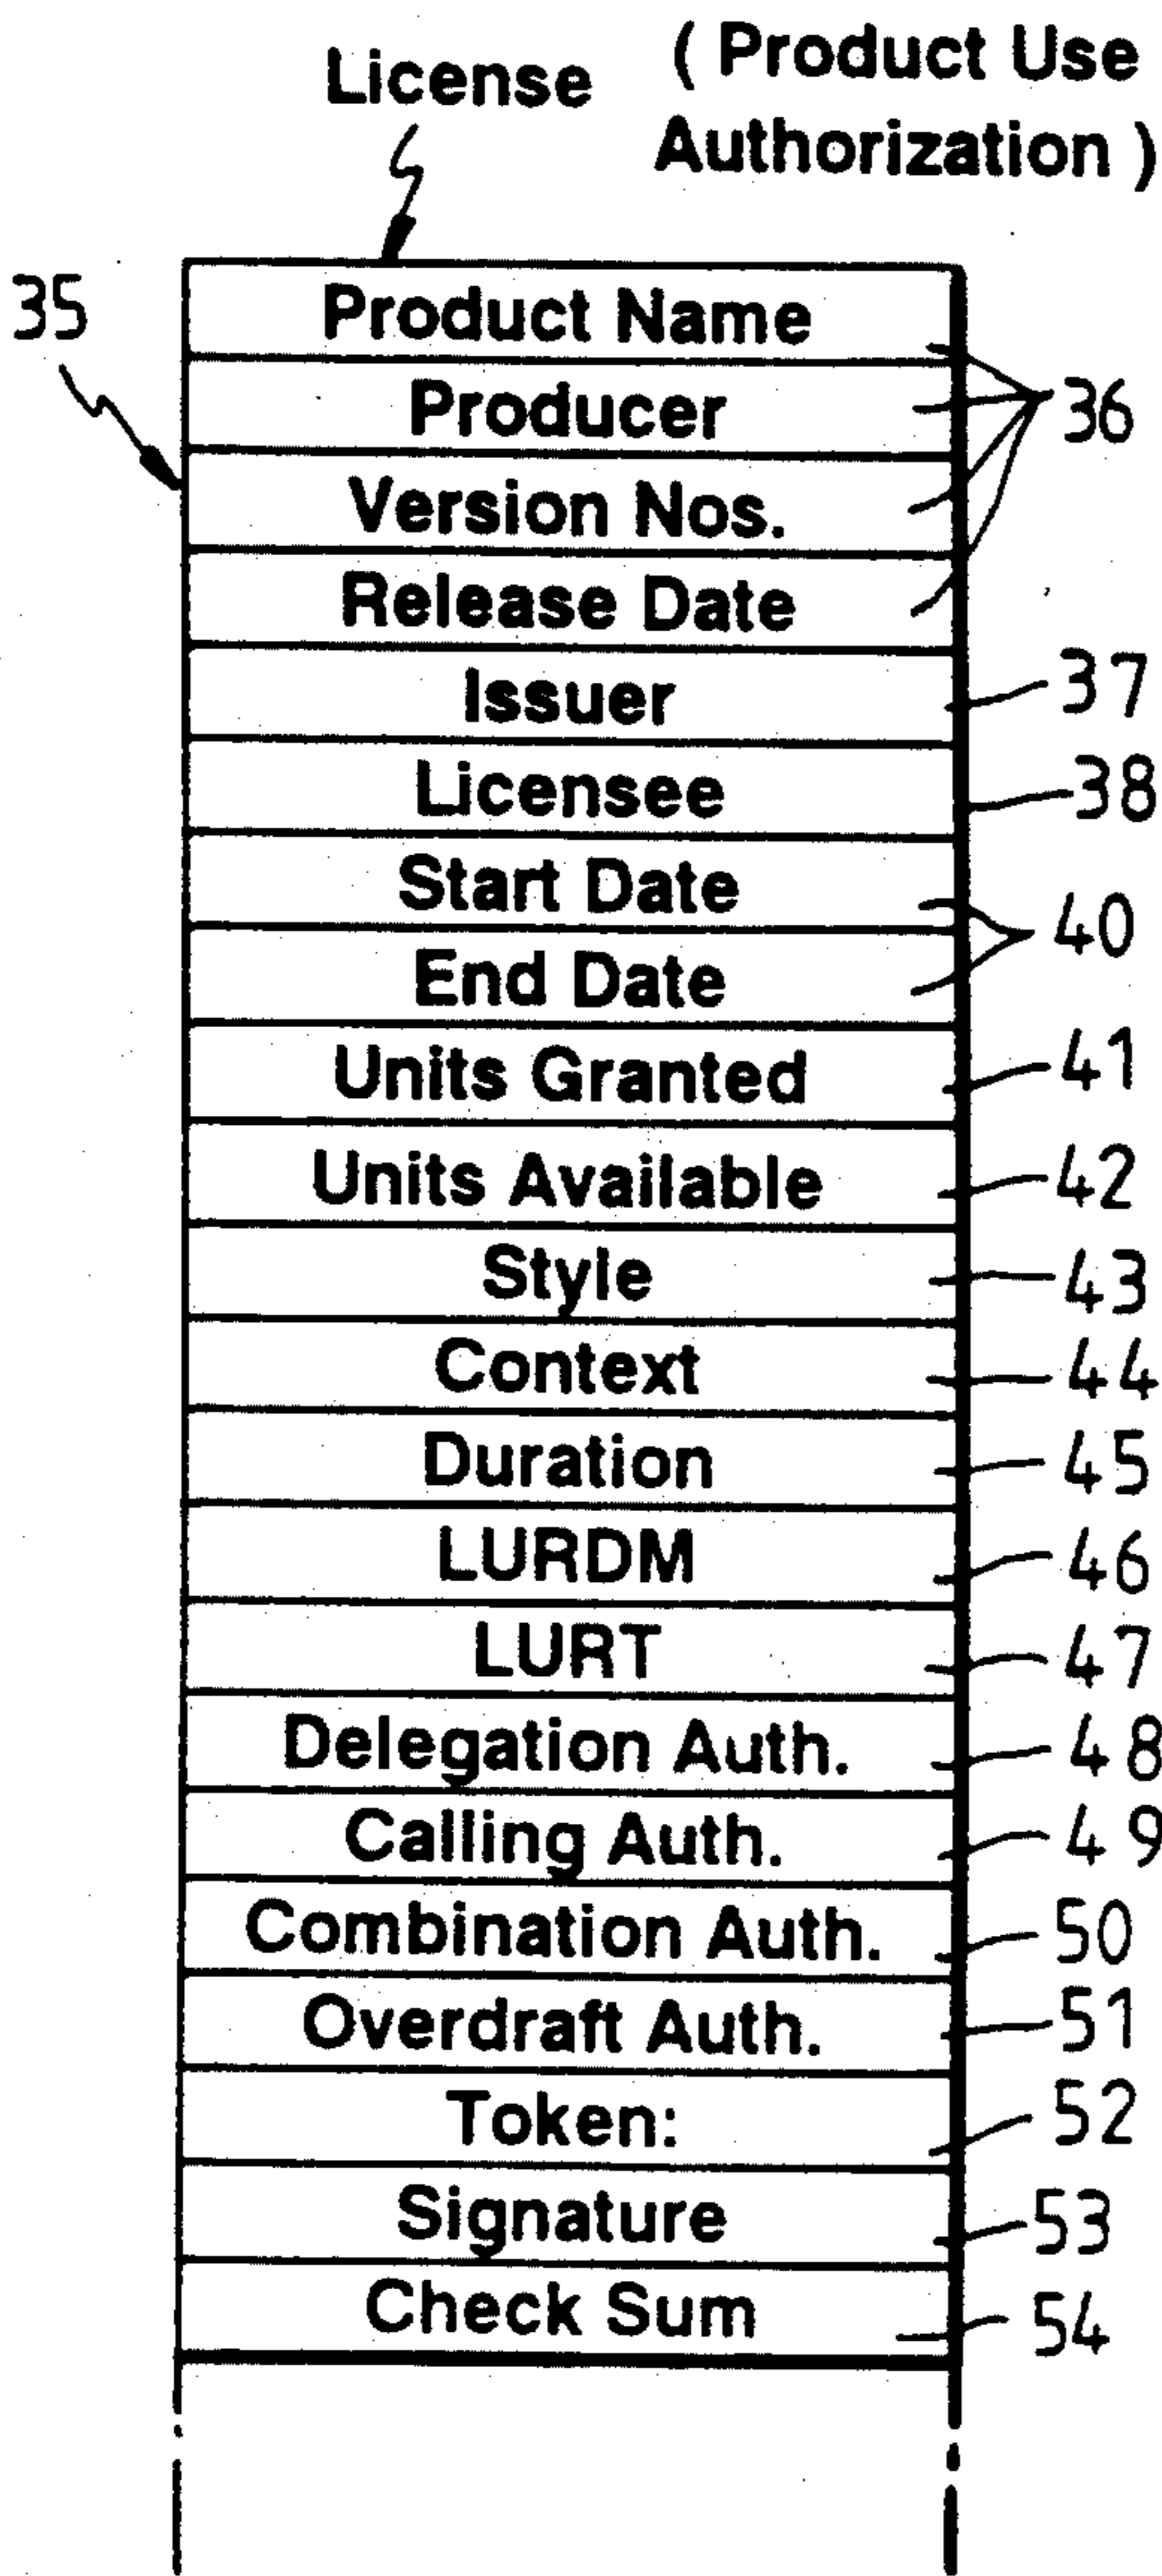 License
( Product Use
Authorization )
35
Product Name
Producer
36
Version Nos.
Release Date
Issuer
37
Licensee
38
Start Date
40
End Date
Units Granted
41
Units Available
42
Style
43
Context
44
Duration
45
LURDM
46
LURT
47
Delegation Auth.
48
Calling Auth.
49
Combination Auth.
50
Overdraft Auth.
51
Token:
52
Signature
53
Check Sum
54